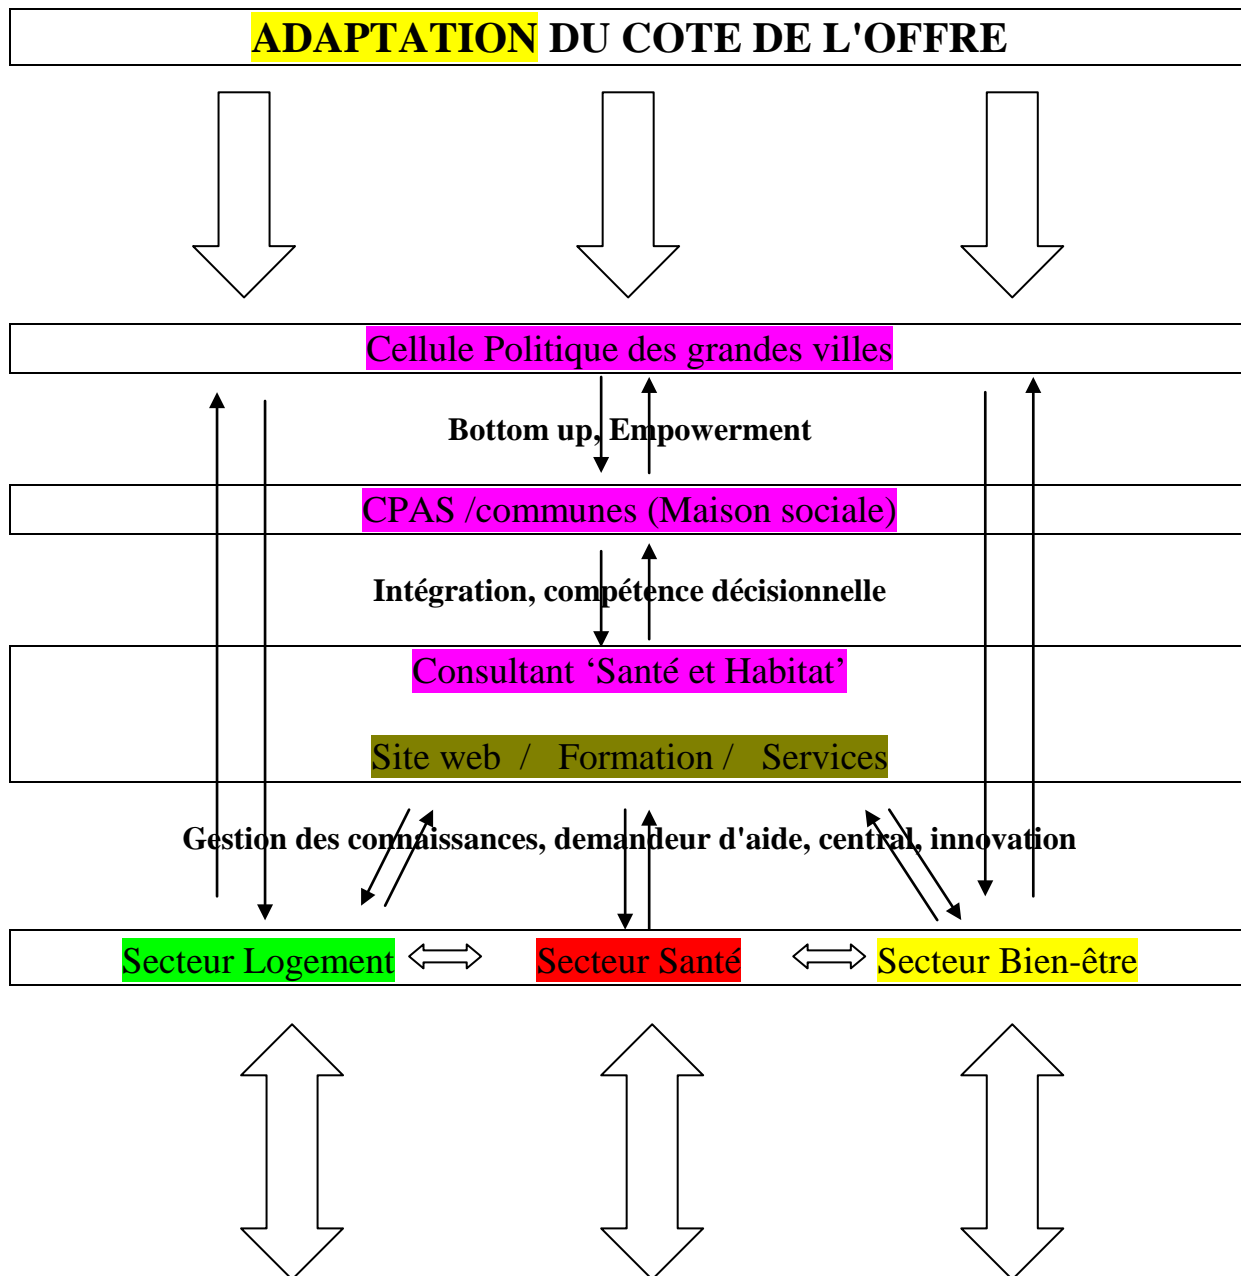 ADAPTATION DU COTE DE L'OFFRE
Cellule Politique des grandes villes
Bottom up, Empowerment
CPAS /communes (Maison sociale)
Intégration, compétence décisionnelle
Consultant ‘Santé et Habitat’
Site web / Formation / Services
Gestion des connaissances, demandeur d'aide, central, innovation
Secteur Logement Secteur Santé Secteur Bien-être